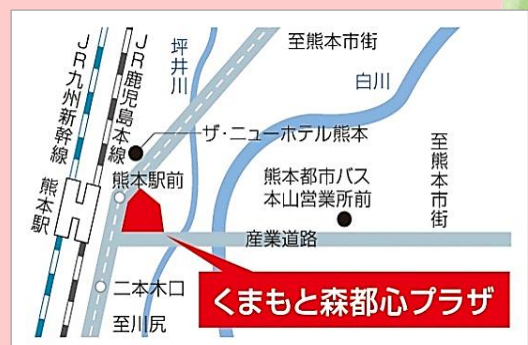 至熊本市街
坪井川
白川
JR鹿児島本線
JR九州新幹線
ザ・ニューホテル熊本
至熊本市街
熊本駅前
熊本都市バス
本山営業所前
熊本駅
産業道路
二本木口
くまもと森都心プラザ
至川尻